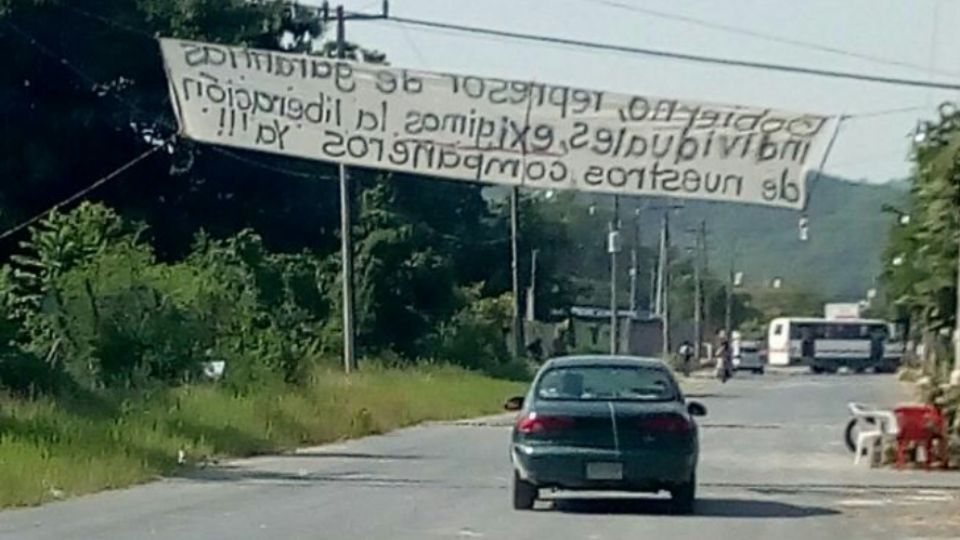 Gobierno, represor de garantias
individuales, exigimos la liberación
de nuestros compañeros Ya!!!